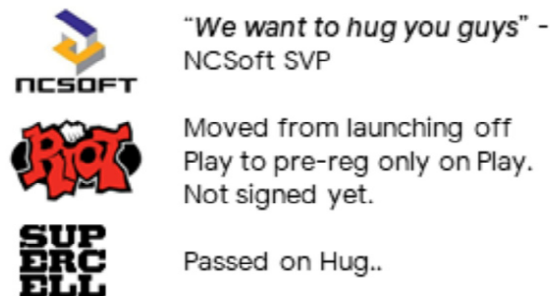 "We want to hug you guys" -
NCSOFT
NCSoft SVP
RIOT
Moved from launching off
Play to pre-reg only on Play.
Not signed yet.
SUP
ERC
ELL
Passed on Hug..